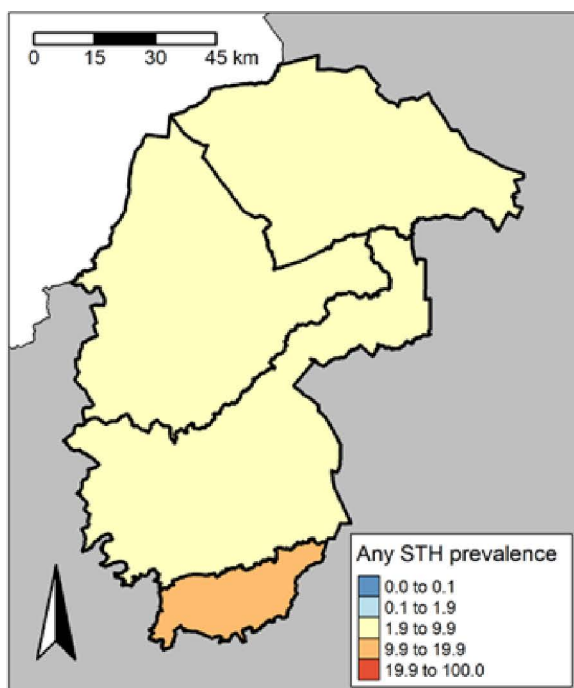 0 15 30 45 km
Any STH prevalence
0.0 to 0.1
0.1 to 1.9
1.9 to 9.9
9.9 to 19.9
19.9 to 100.0